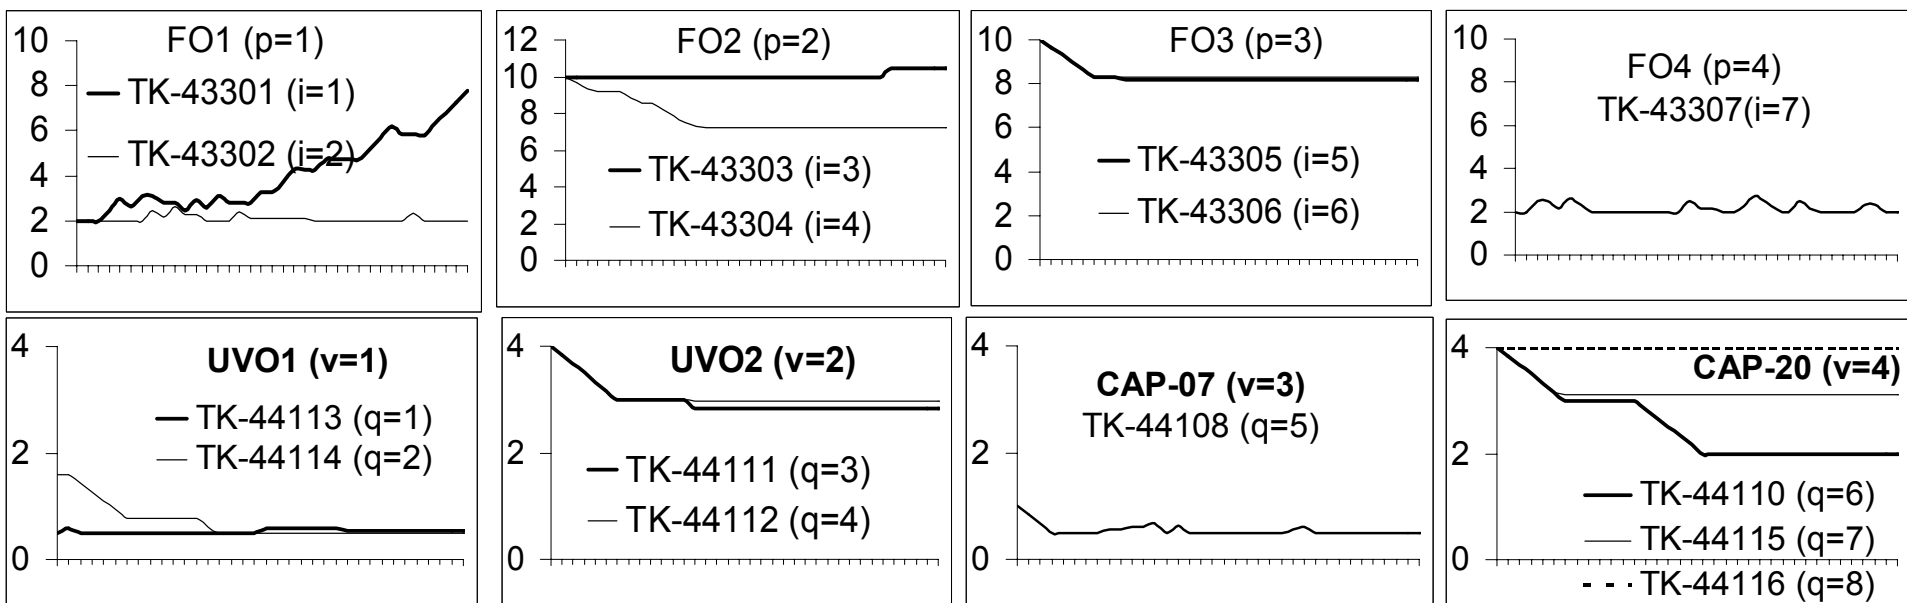 FO1 (p=1)
10
8
6
4
2
0
TK-43301 (i=1)
TK-43302 (i=2)
FO2 (p=2)
12
10
8
6
4
2
0
TK-43303 (i=3)
TK-43304 (i=4)
FO3 (p=3)
10
8
6
4
2
0
TK-43305 (i=5)
TK-43306 (i=6)
FO4 (p=4)
TK-43307(i=7)
10
8
6
4
2
0
UVO1 (v=1)
4
2
0
TK-44113 (q=1)
TK-44114 (q=2)
UVO2 (v=2)
4
2
0
TK-44111 (q=3)
TK-44112 (q=4)
CAP-07 (v=3)
TK-44108 (q=5)
4
2
0
CAP-20 (v=4)
4
2
0
TK-44110 (q=6)
TK-44115 (q=7)
TK-44116 (q=8)